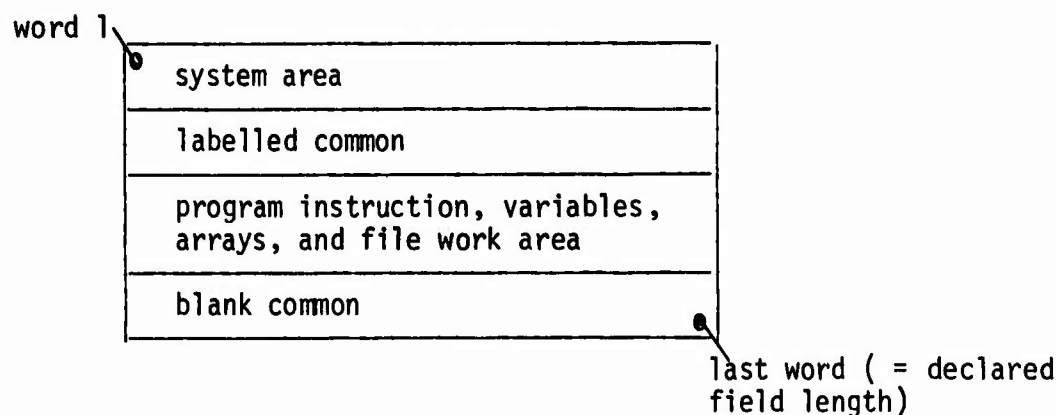 word 1
system area
labelled common
program instruction, variables,
arrays, and file work area
blank common
last word ( = declared
field length)